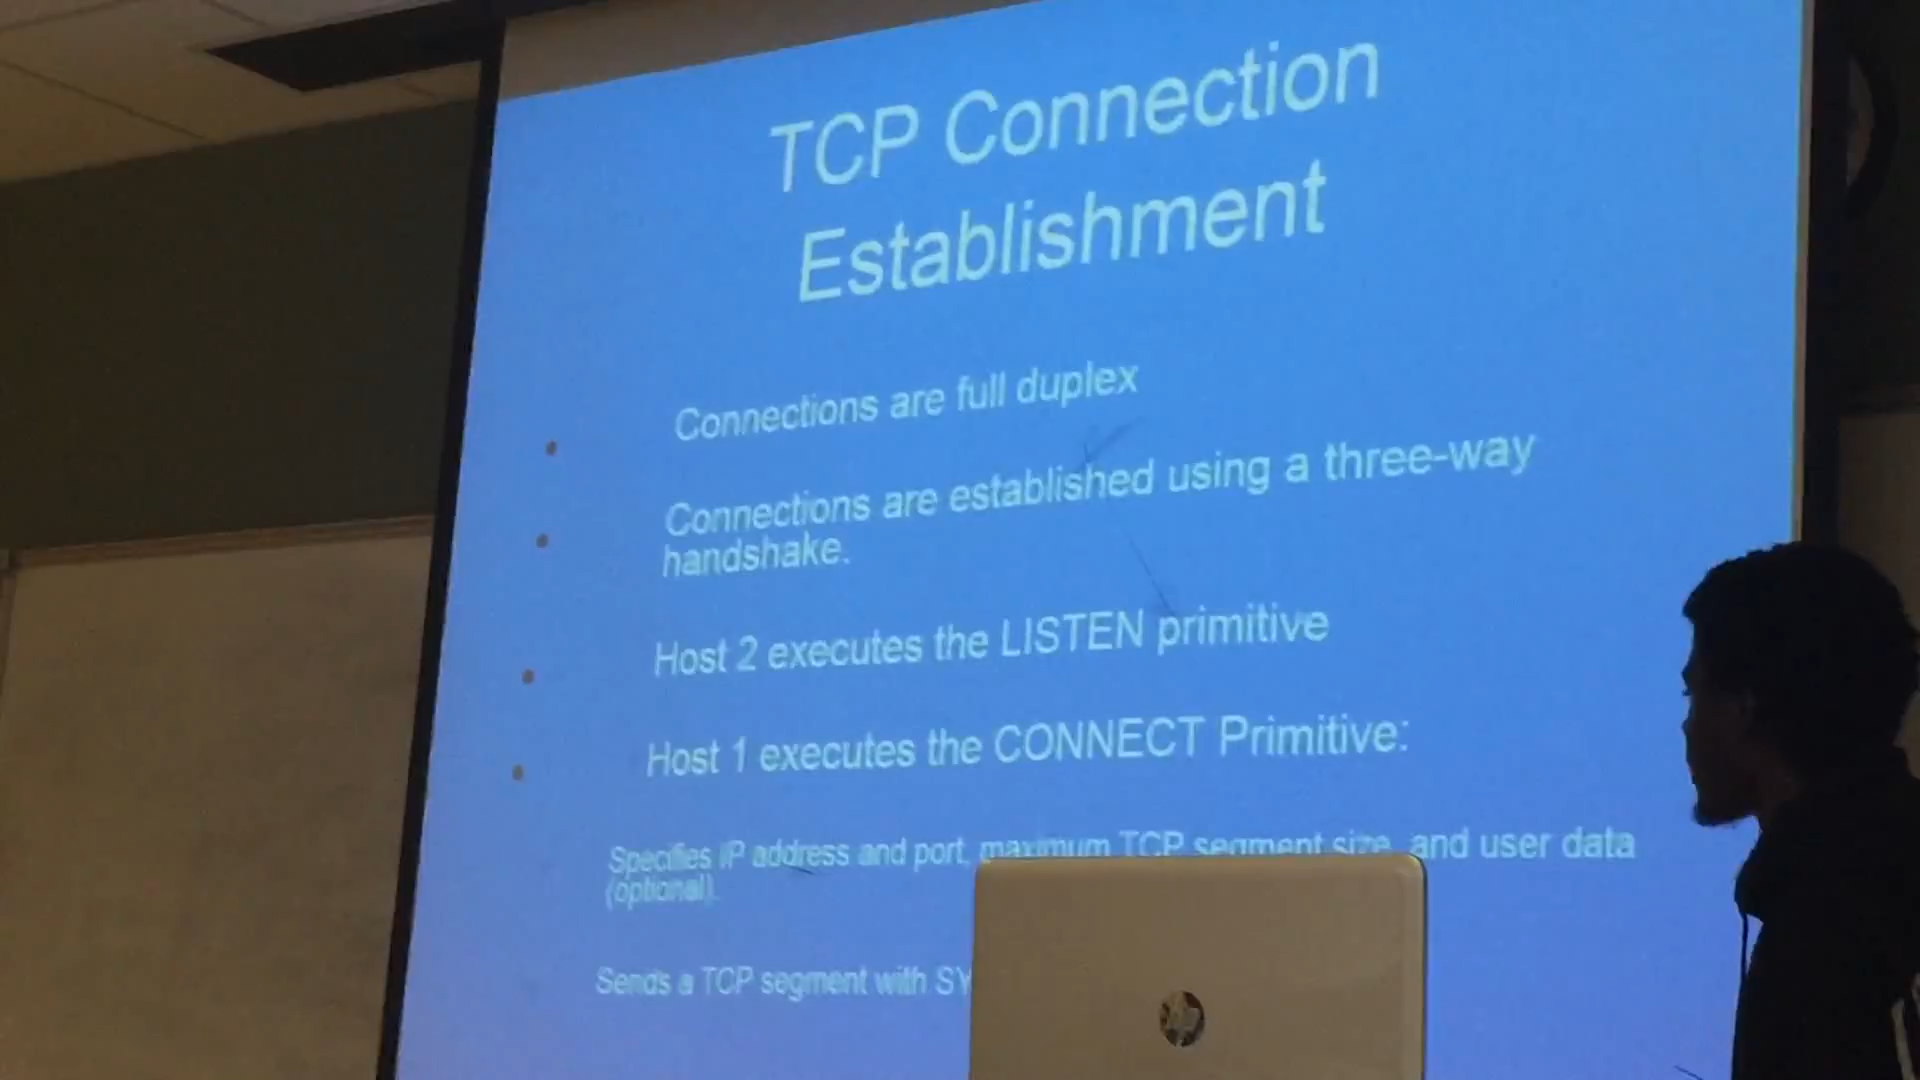 TCP Connection
Establishment
Connections are full duplex
Connections are established using a three-way
handshake.
Host 2 executes the LISTEN primitive
Host 1 executes the CONNECT Primitive:
Specifies IP address and port, maximum TCP segment size, and user data
(optional).
Sends a TCP segment with
hp